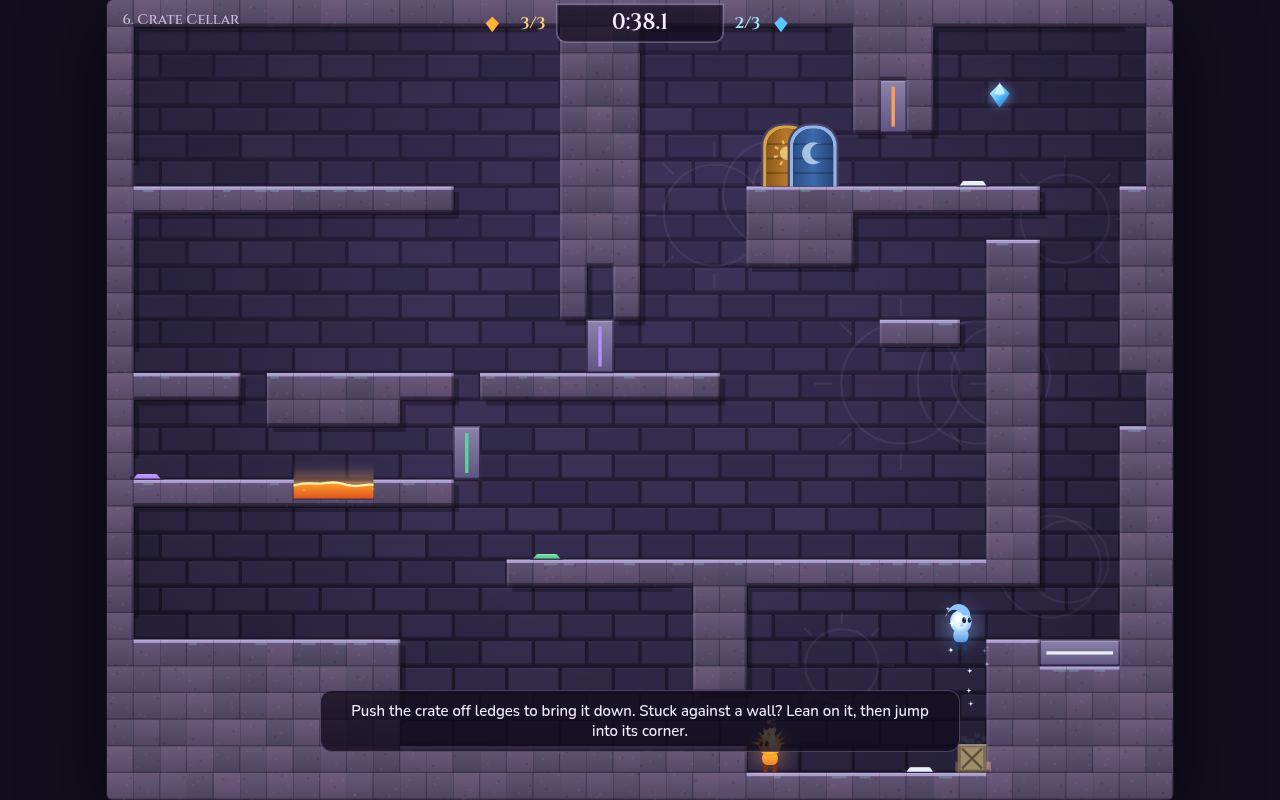 6. Crate Cellar
3/3
0:38.1
2/3
Push the crate off ledges to bring it down. Stuck against a wall? Lean on it, then jump
into its corner.